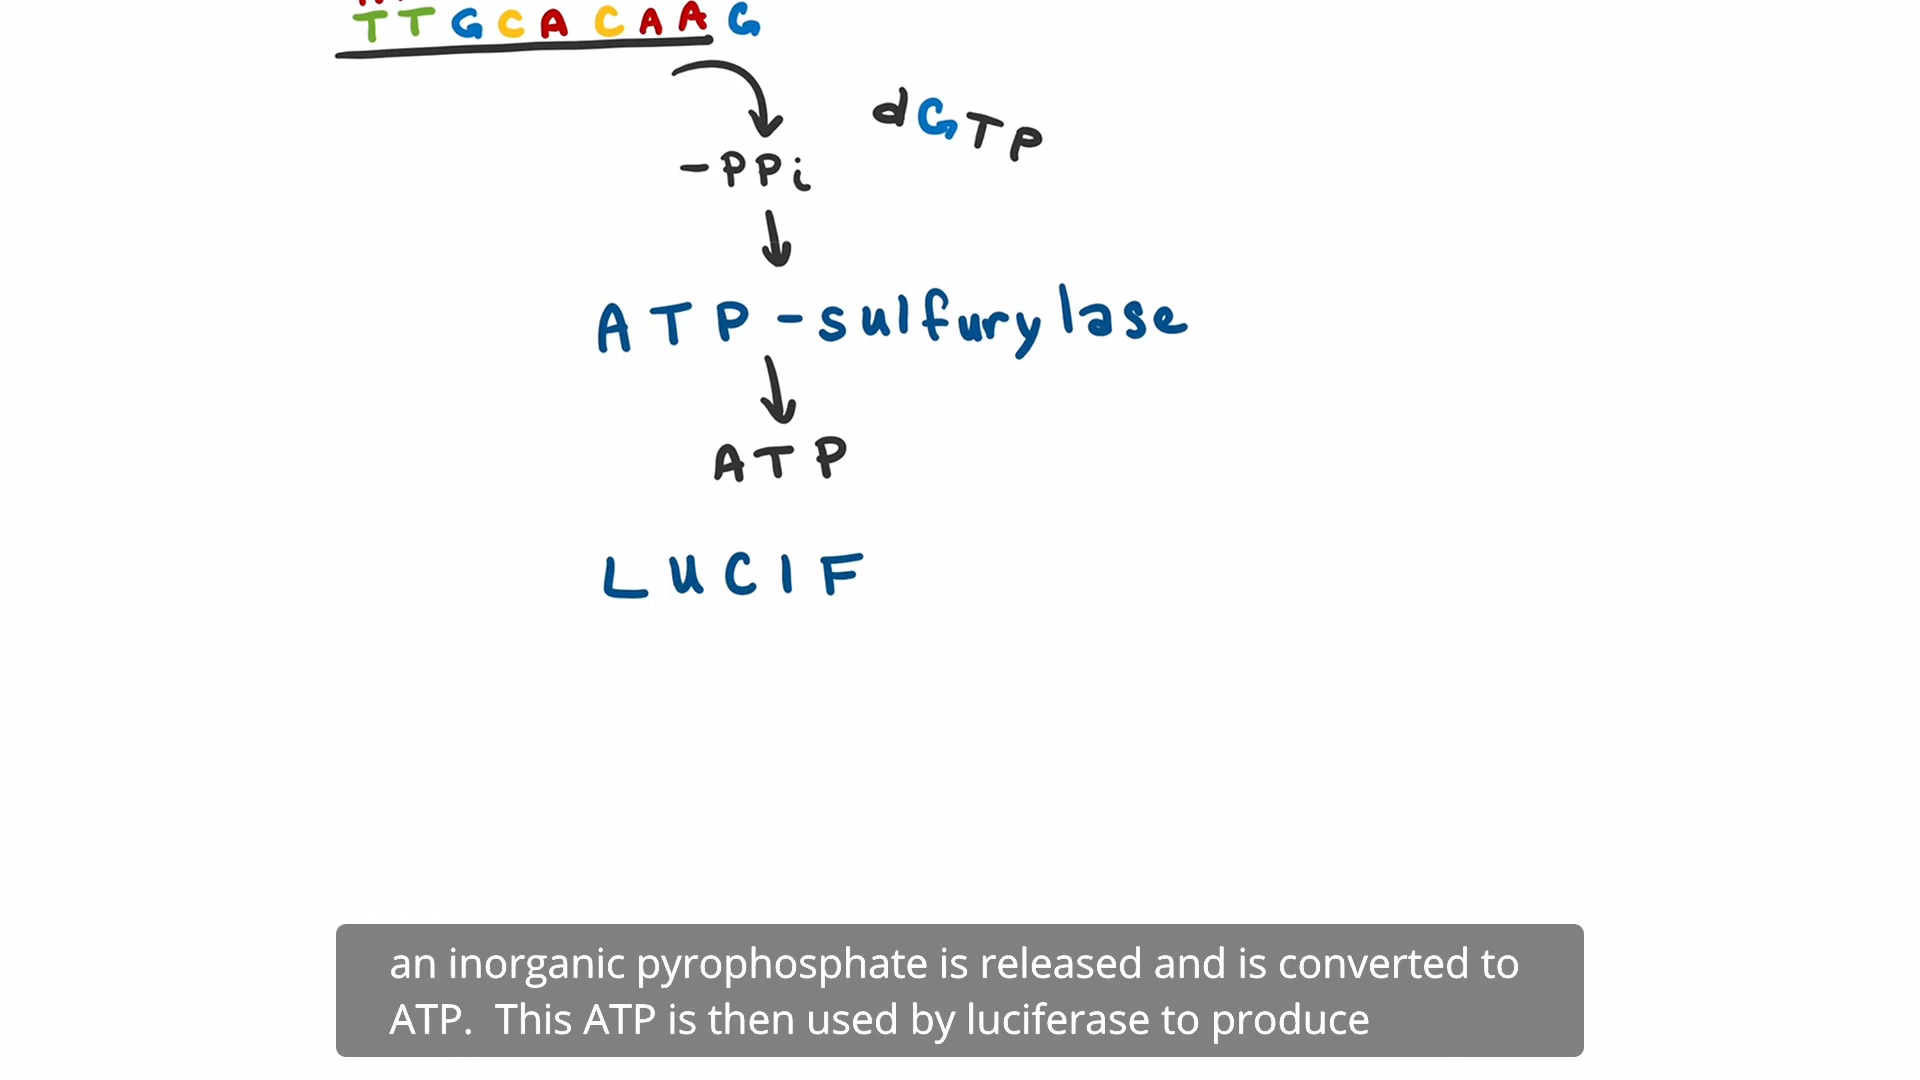 TTGCACAAG
dGTP
-PPi
ATP-sulfurylase
ATP
LUCIF
an inorganic pyrophosphate is released and is converted to
ATP. This ATP is then used by luciferase to produce